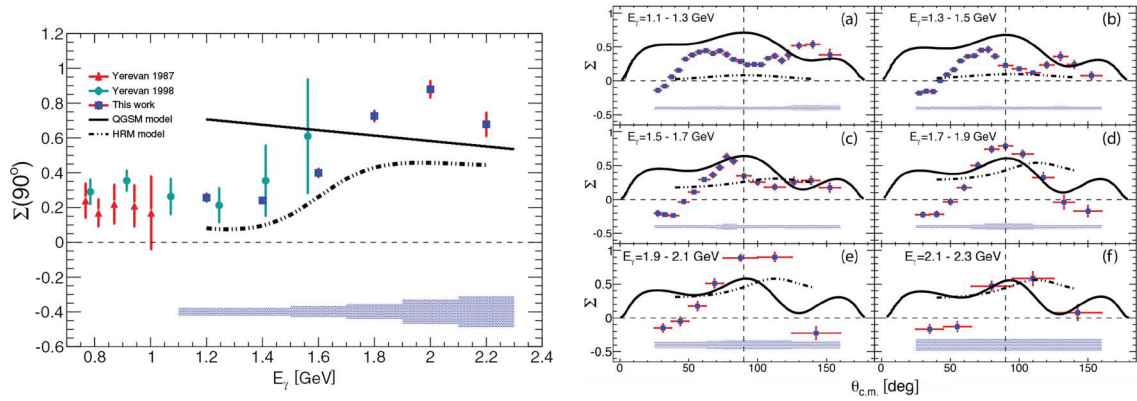 Σ(90°)
1
0.8
0.6
0.4
0.2
0
-0.2
-0.4
-0.6
Yerevan 1987
Yerevan 1998
This work
QGSM model
HRM model
0.8 1 1.2 1.4 1.6 1.8 2 2.2 2.4
E_γ [GeV]
E_γ=1.1 - 1.3 GeV (a)
E_γ=1.3 - 1.5 GeV (b)
Σ
0.5
0
-0.5
E_γ=1.5 - 1.7 GeV (c)
E_γ=1.7 - 1.9 GeV (d)
Σ
0.5
0
-0.5
E_γ=1.9 - 2.1 GeV (e)
E_γ=2.1 - 2.3 GeV (f)
Σ
0.5
0
-0.5
0 50 100 150 0 50 100 150
θc.m. [deg]